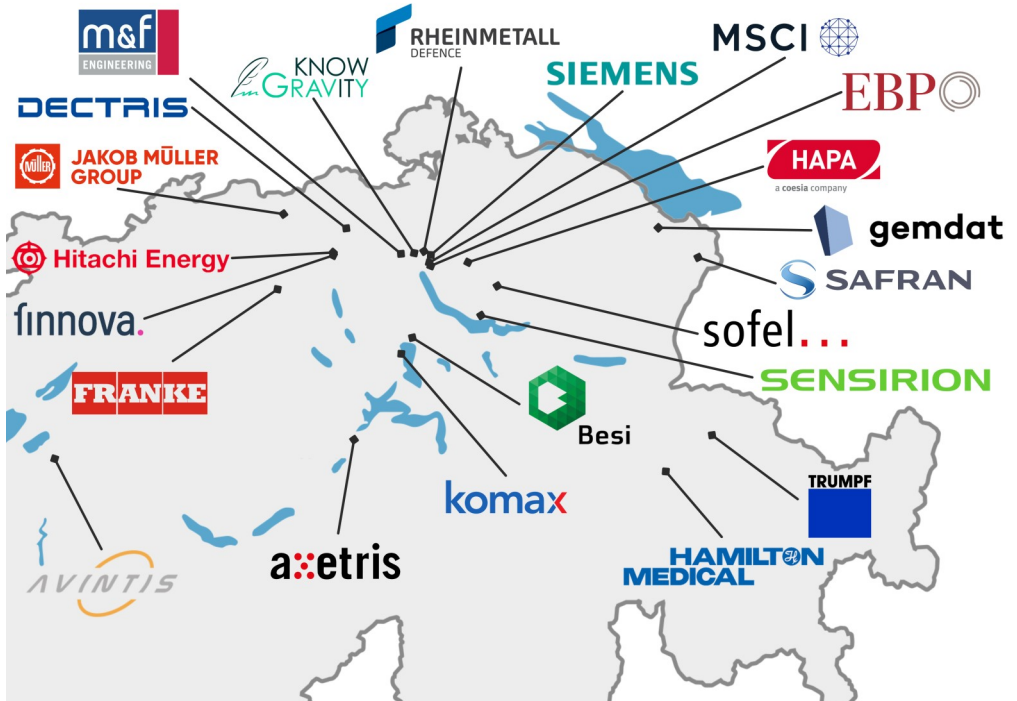 m&f
ENGINEERING
KNOW
GRAVITY
RHEINMETALL
DEFENCE
SIEMENS
MSCI
EBP
DECTRIS
MÜLLER
JAKOB MÜLLER
GROUP
HAPA
a coesia company
gemdat
Hitachi Energy
SAFRAN
finnova.
sofel...
FRANKE
SENSIRION
Besi
komax
TRUMPF
axetris
HAMILTON
MEDICAL
H
AVINTIS